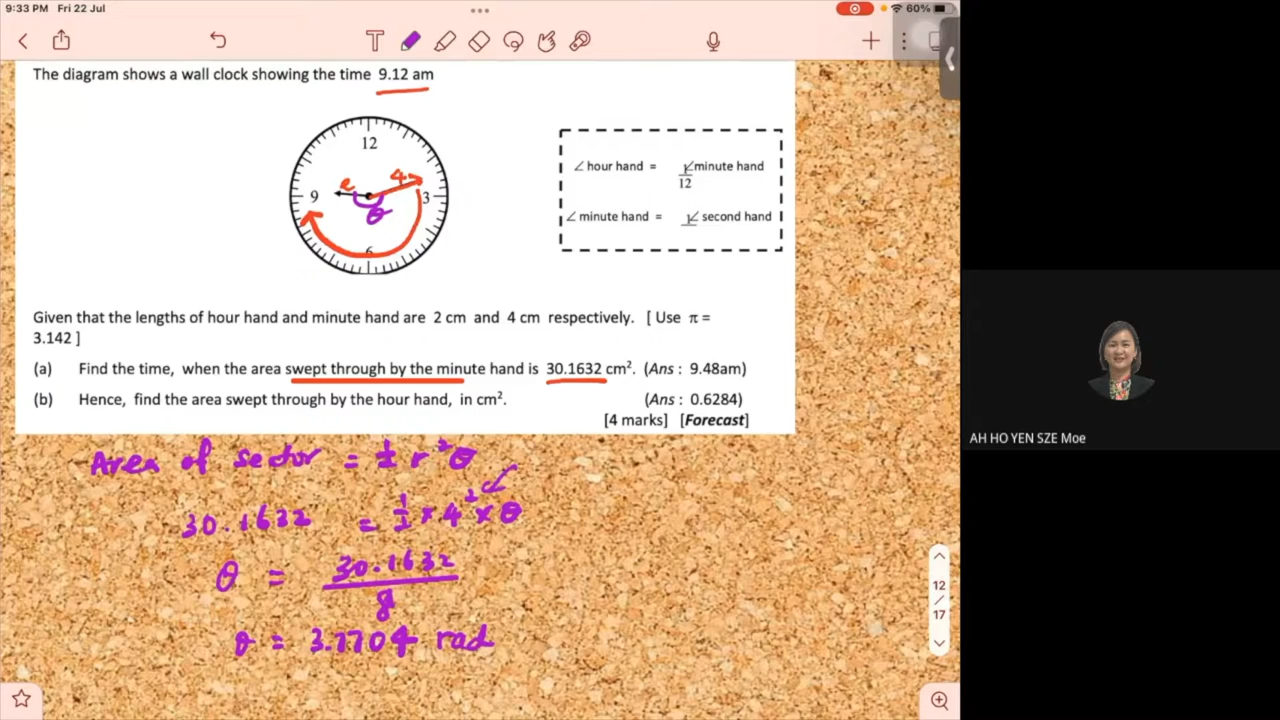 9:33 PM Fri 22 Jul
60%
The diagram shows a wall clock showing the time 9.12 am
12
9
3
6
2
4
θ
∠ hour hand = 1/12 minute hand
∠ minute hand = 1/ second hand
Given that the lengths of hour hand and minute hand are 2 cm and 4 cm respectively. [ Use π =
3.142 ]
(a) Find the time, when the area swept through by the minute hand is 30.1632 cm². (Ans : 9.48am)
(b) Hence, find the area swept through by the hour hand, in cm². (Ans : 0.6284)
[4 marks] [Forecast]
Area of sector = ½ r²θ
30.1632 = ½ × 4² × θ
θ = 30.1632 / 8
θ = 3.7704 rad
12
/
17
AH HO YEN SZE Moe